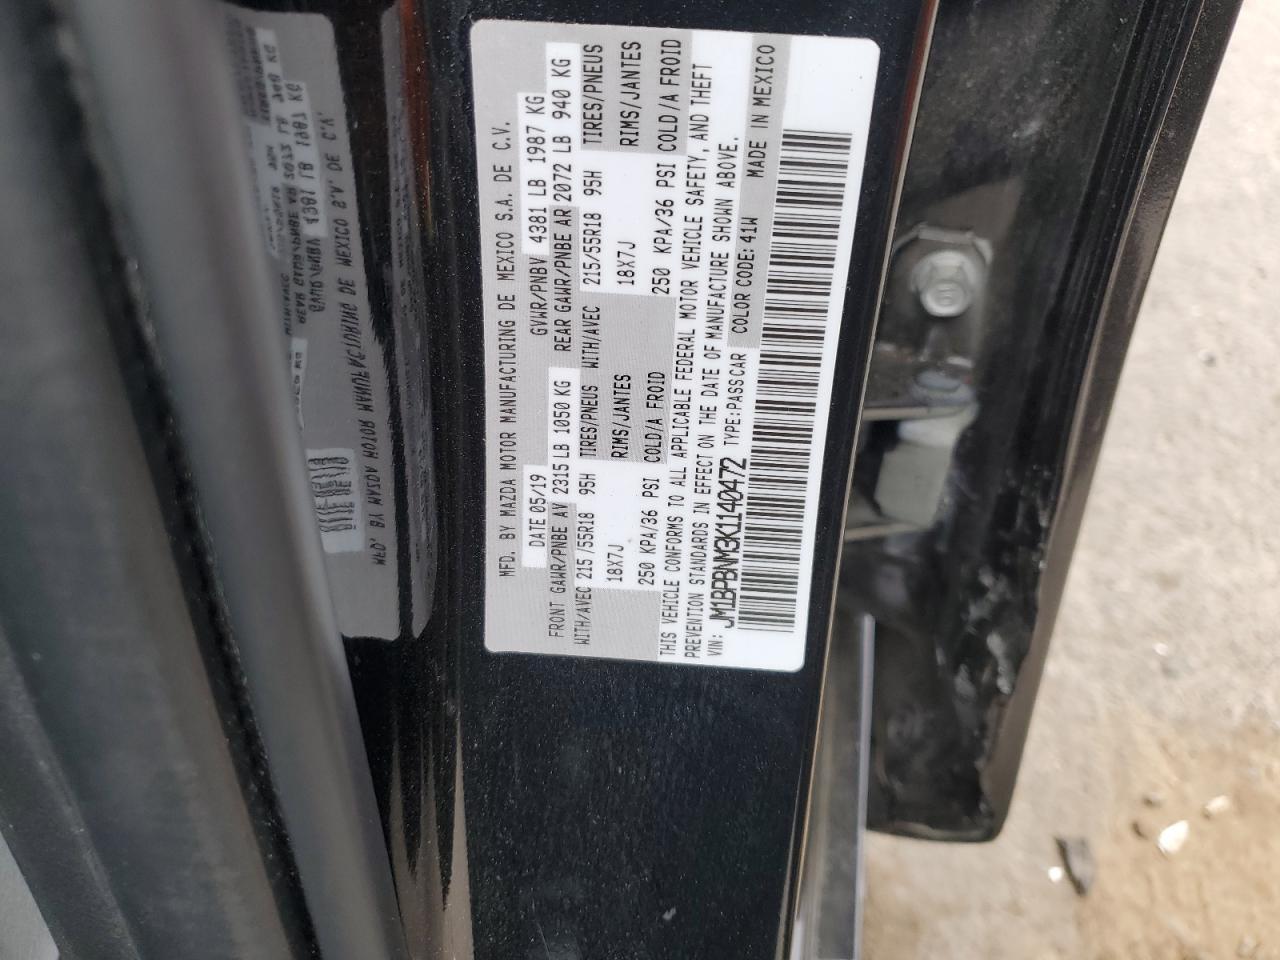 MFD. BY MAZDA MOTOR MANUFACTURING DE MEXICO S.A. DE C.V.
DATE 05/19 GVWR/PNBV 4381 LB 1987 KG
FRONT GAWR/PNBE AV 2315 LB 1050 KG REAR GAWR/PNBE AR 2072 LB 940 KG
WITH/AVEC 215/55R18 95H TIRES/PNEUS WITH/AVEC 215/55R18 95H TIRES/PNEUS
18X7J RIMS/JANTES 18X7J RIMS/JANTES
250 KPA/36 PSI COLD/A FROID 250 KPA/36 PSI COLD/A FROID
THIS VEHICLE CONFORMS TO ALL APPLICABLE FEDERAL MOTOR VEHICLE SAFETY, AND THEFT
PREVENTION STANDARDS IN EFFECT ON THE DATE OF MANUFACTURE SHOWN ABOVE.
VIN: JM1BPBNM3K1140472 TYPE:PASSCAR COLOR CODE:41W MADE IN MEXICO